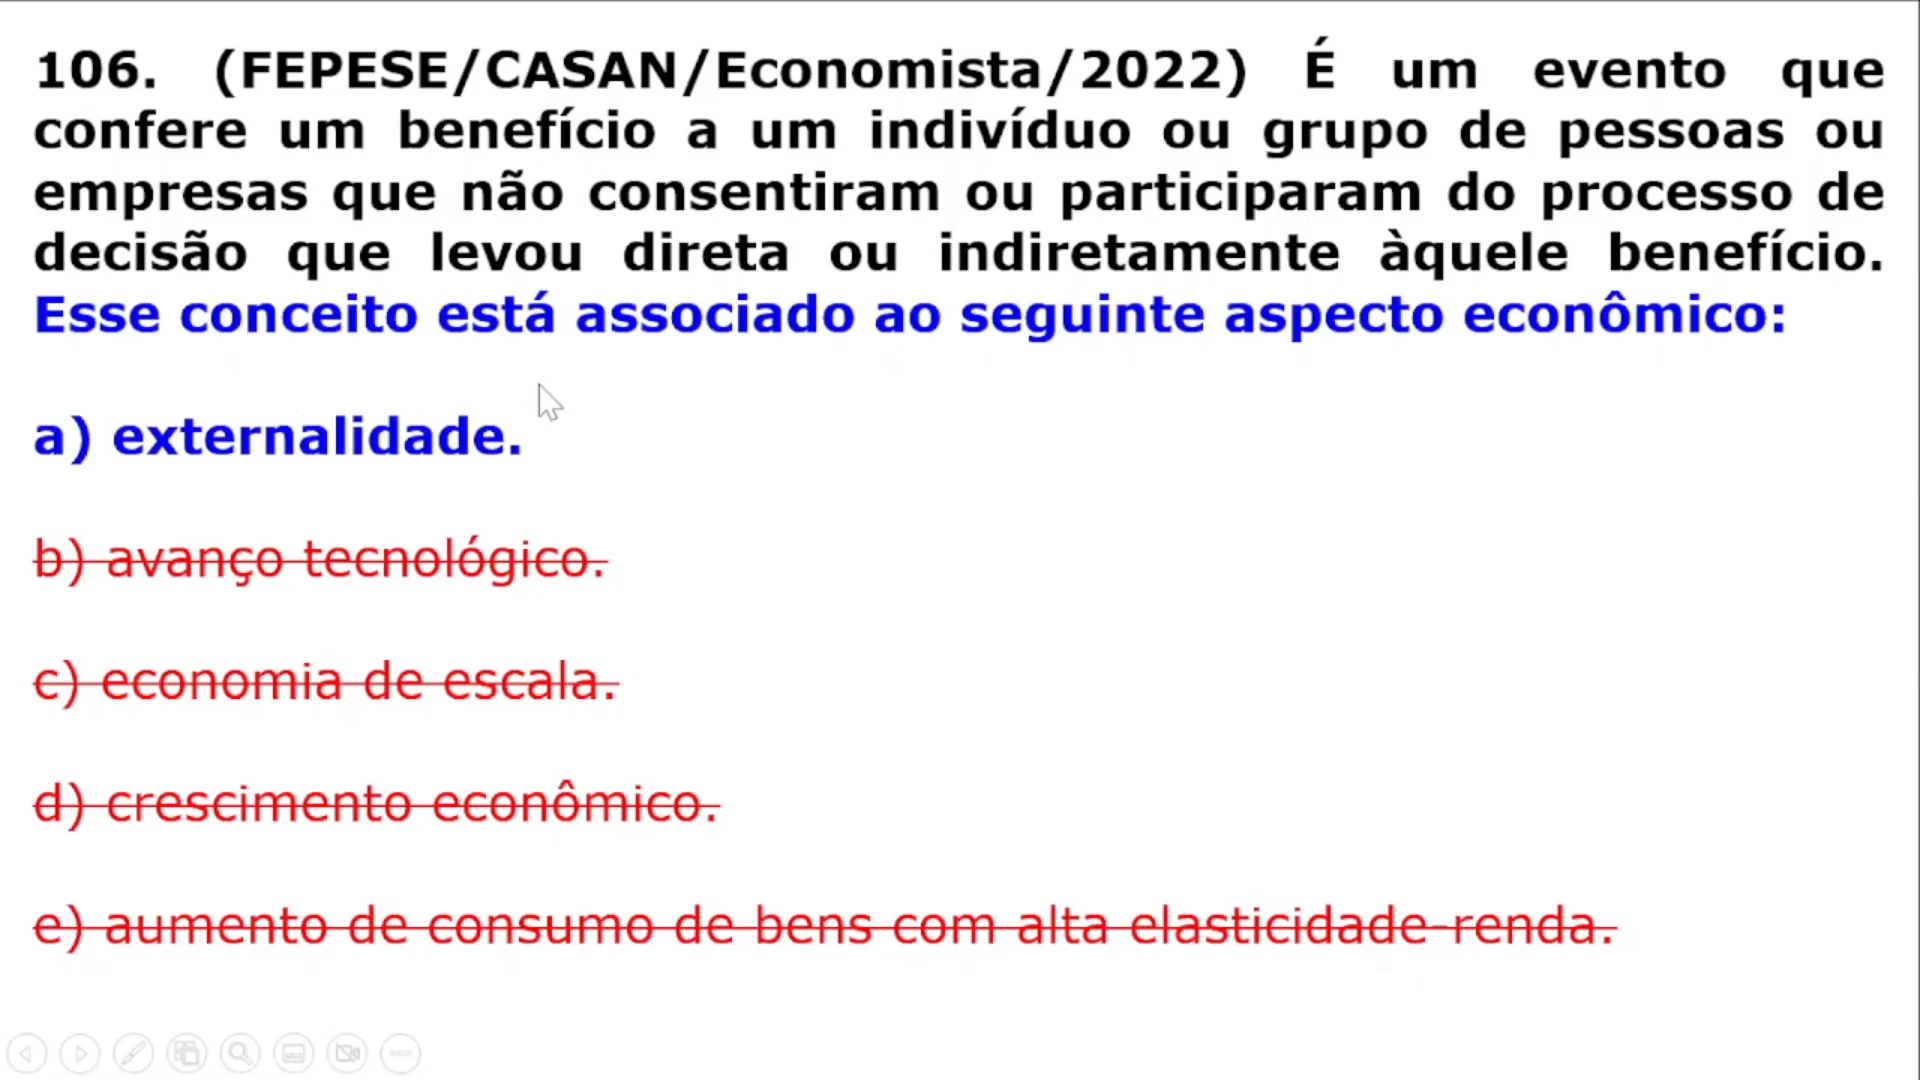 106. (FEPESE/CASAN/Economista/2022) É um evento que
confere um benefício a um indivíduo ou grupo de pessoas ou
empresas que não consentiram ou participaram do processo de
decisão que levou direta ou indiretamente àquele benefício.
Esse conceito está associado ao seguinte aspecto econômico:
a) externalidade.
b) avanço tecnológico.
c) economia de escala.
d) crescimento econômico.
e) aumento de consumo de bens com alta elasticidade-renda.